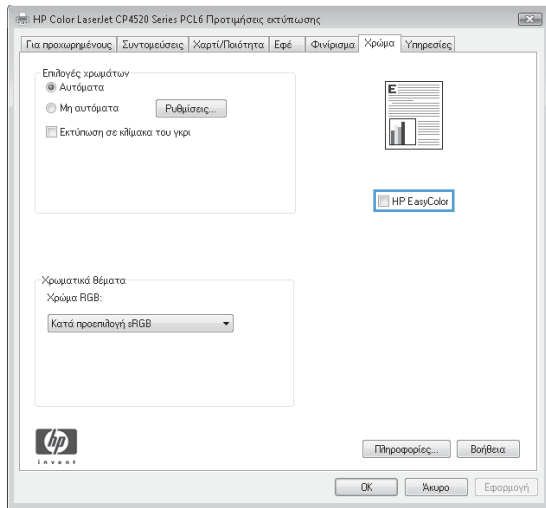 HP Color LaserJet CP4520 Series PCL6 Προτιμήσεις εκτύπωσης
Για προχωρημένους Συντομεύσεις Χαρτί/Ποιότητα Εφέ Φινίρισμα Χρώμα Υπηρεσίες
Επιλογές χρωμάτων
Αυτόματα
Μη αυτόματα Ρυθμίσεις...
Εκτύπωση σε κλίμακα του γκρι
E
HP EasyColor
Χρωματικά θέματα
Χρώμα RGB:
Κατά προεπιλογή sRGB
hp
invent
Πληροφορίες... Βοήθεια
OK Άκυρο Εφαρμογή